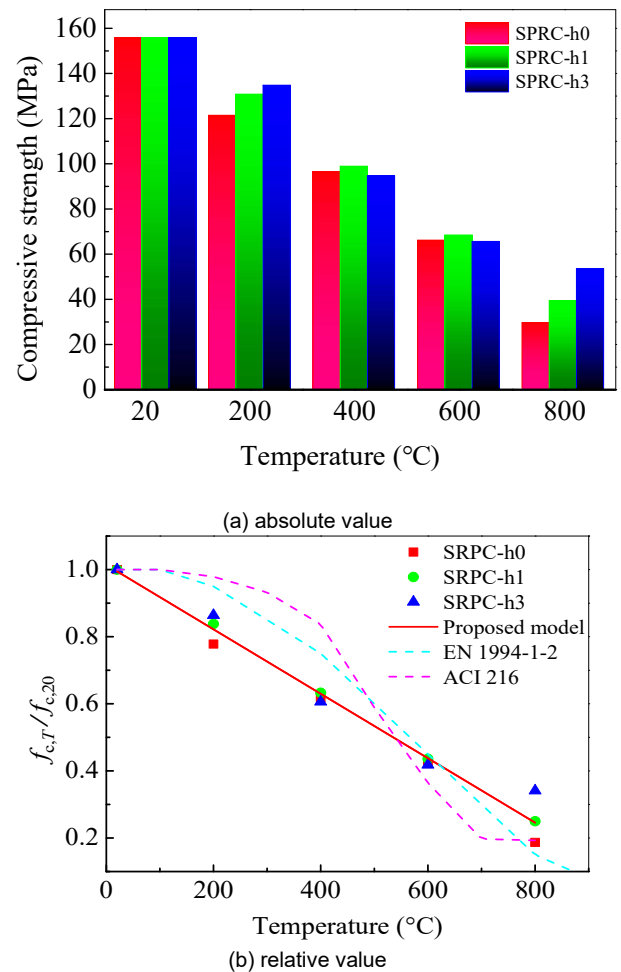 160
140
120
100
80
60
40
20
0
Compressive strength (MPa)
SPRC-h0
SPRC-h1
SPRC-h3
20 200 400 600 800
Temperature (°C)
(a) absolute value
1.0
0.8
0.6
0.4
0.2
fc,T/fc,20
SRPC-h0
SRPC-h1
SRPC-h3
Proposed model
EN 1994-1-2
ACI 216
0 200 400 600 800
Temperature (°C)
(b) relative value